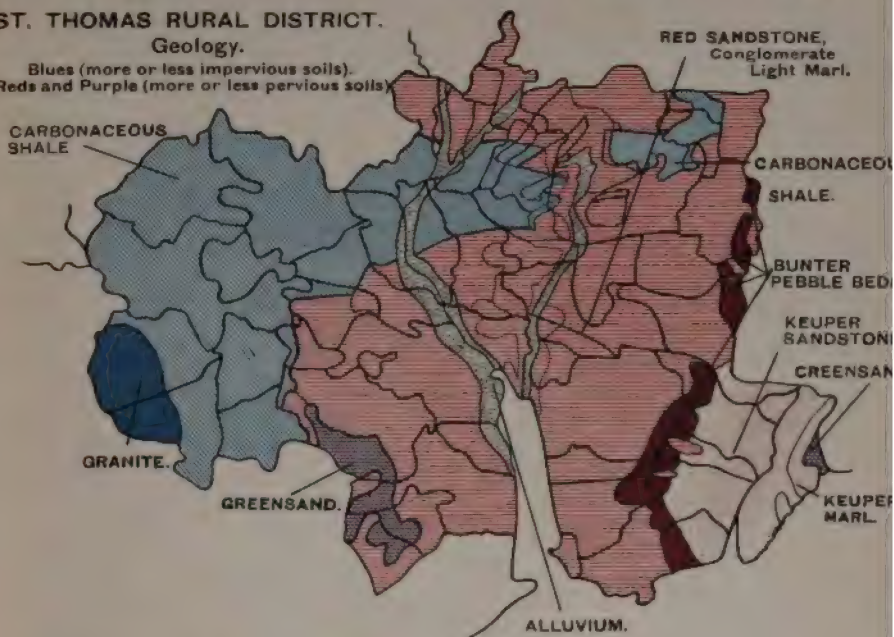 ST. THOMAS RURAL DISTRICT.
Geology.
Blues (more or less impervious soils).
Reds and Purple (more or less pervious soils)
RED SANDSTONE,
Conglomerate
Light Marl.
CARBONACEOUS
SHALE
CARBONACEOU
SHALE.
BUNTER
PEBBLE BED
KEUPER
SANDSTON
GREENSAN
GRANITE.
GREENSAND.
KEUPER
MARL.
ALLUVIUM.